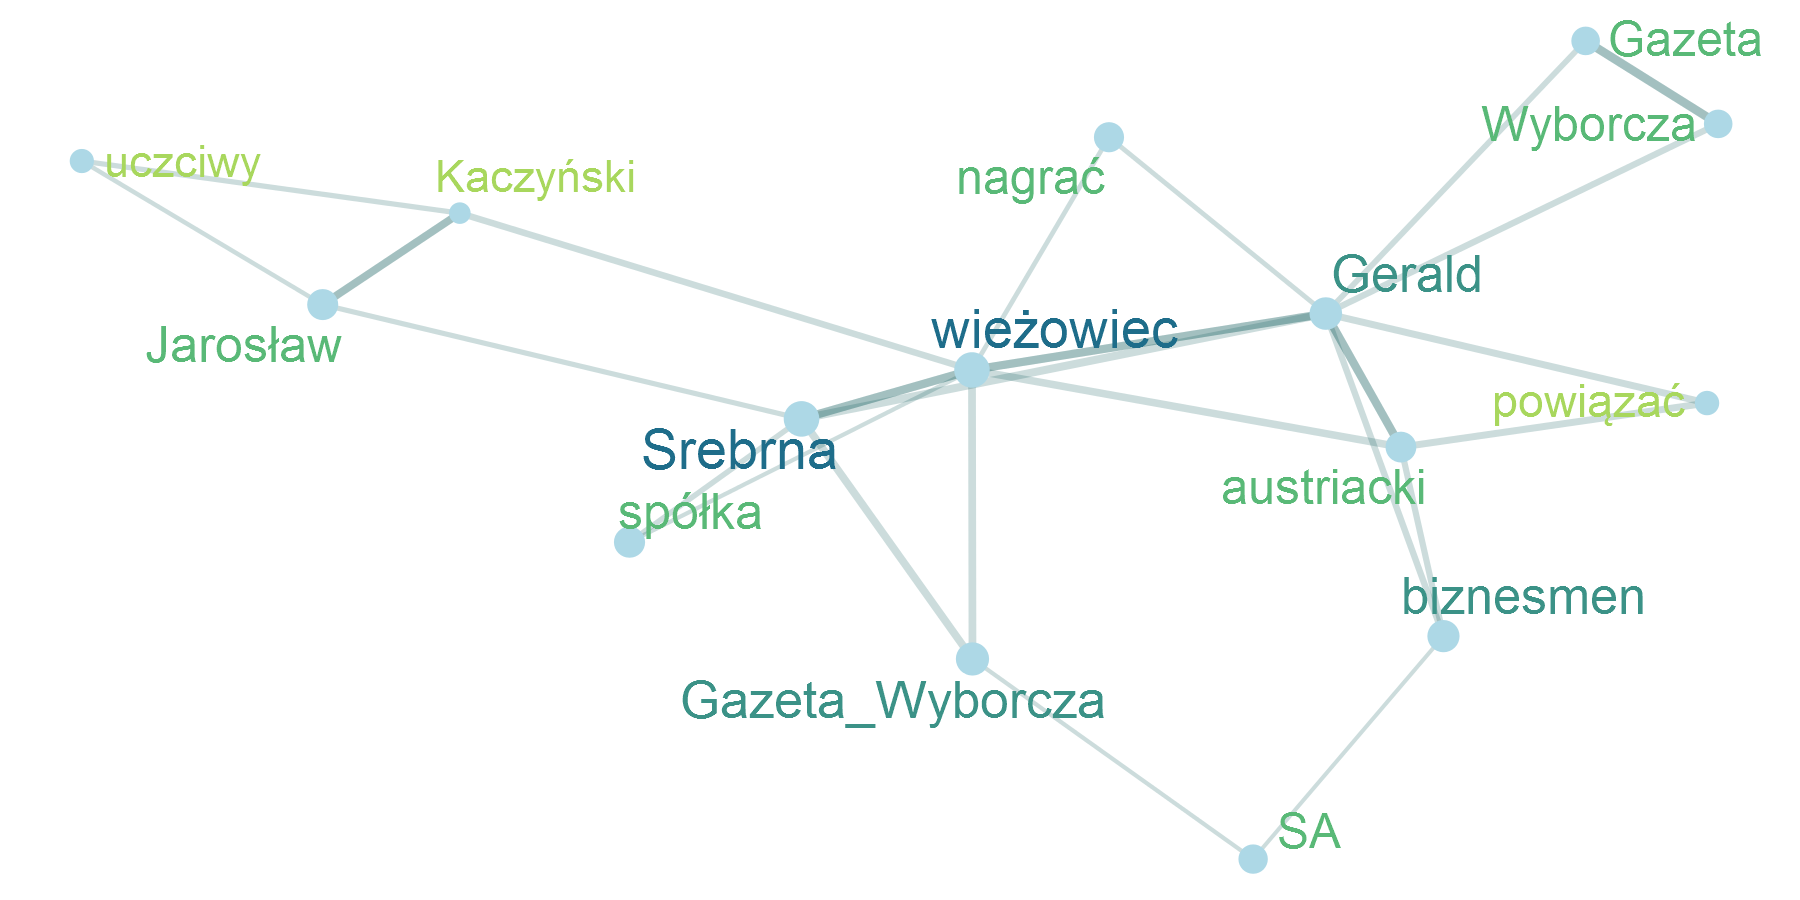 Gazeta
Wyborcza
uczciwy
Kaczyński
nagrać
Gerald
wieżowiec
Jarosław
powiązać
Srebrna
austriacki
spółka
biznesmen
Gazeta_Wyborcza
SA